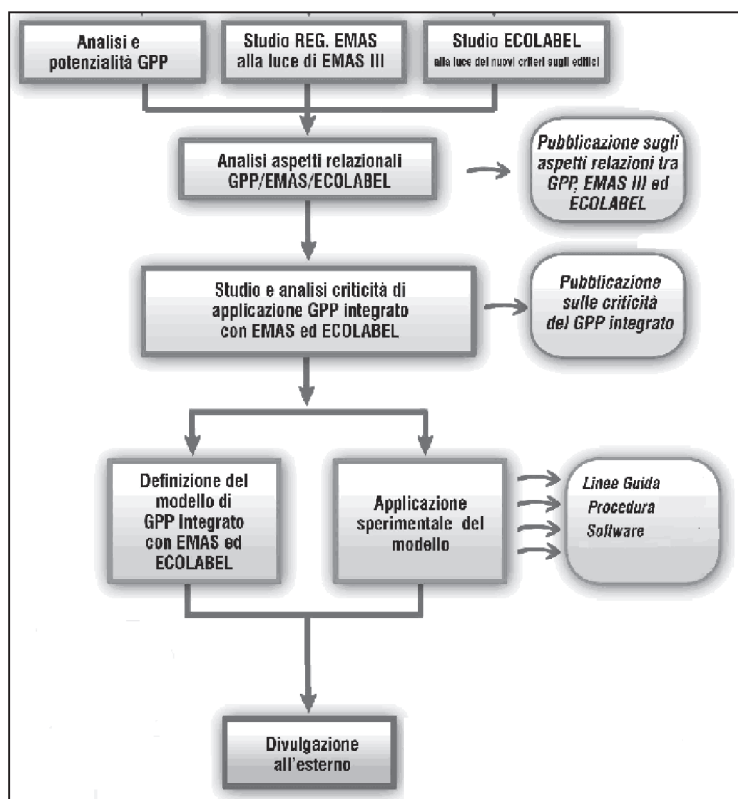 Analisi e
potenzialità GPP
Studio REG. EMAS
alla luce di EMAS III
Studio ECOLABEL
alla luce dei nuovi criteri sugli edifici
Analisi aspetti relazionali
GPP/EMAS/ECOLABEL
Pubblicazione sugli
aspetti relazioni tra
GPP, EMAS III ed
ECOLABEL
Studio e analisi criticità di
applicazione GPP integrato
con EMAS ed ECOLABEL
Pubblicazione
sulle criticità
del GPP integrato
Definizione del
modello di
GPP integrato
con EMAS ed
ECOLABEL
Applicazione
sperimentale del
modello
Linee Guida
Procedura
Software
Divulgazione
all'esterno